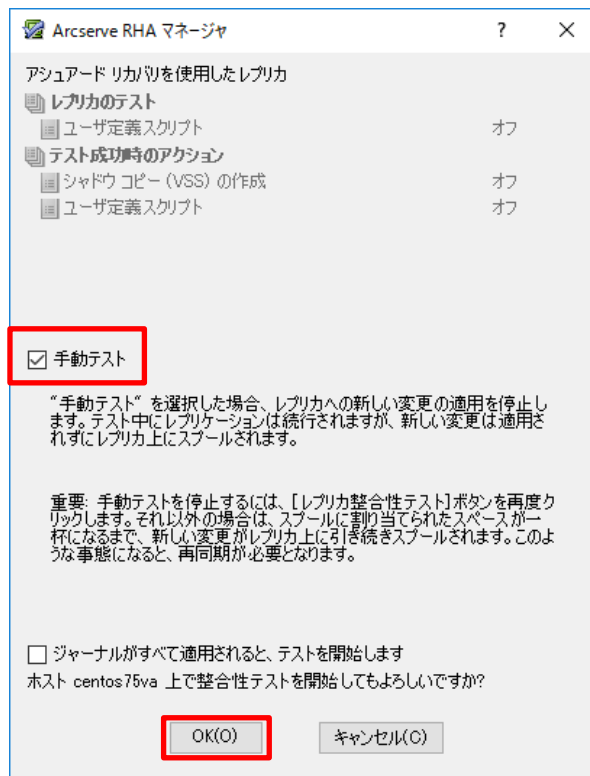 Arcserve RHA マネージャ ? ×
アシュアード リカバリを使用したレプリカ
レプリカのテスト
ユーザ定義スクリプト オフ
テスト成功時のアクション
シャドウ コピー (VSS) の作成 オフ
ユーザ定義スクリプト オフ
手動テスト
“手動テスト“ を選択した場合、レプリカへの新しい変更の適用を停止し
ます。テスト中にレプリケーションは続行されますが、新しい変更は適用さ
れずにレプリカ上にスプールされます。
重要: 手動テストを停止するには、[レプリカ整合性テスト]ボタンを再度ク
リックします。それ以外の場合は、スプールに割り当てられたスペースが一
杯になるまで、新しい変更がレプリカ上に引き続きスプールされます。このよ
うな事態になると、再同期が必要となります。
ジャーナルがすべて適用されると、テストを開始します
ホスト centos75va 上で整合性テストを開始してもよろしいですか?
OK(O) キャンセル(C)